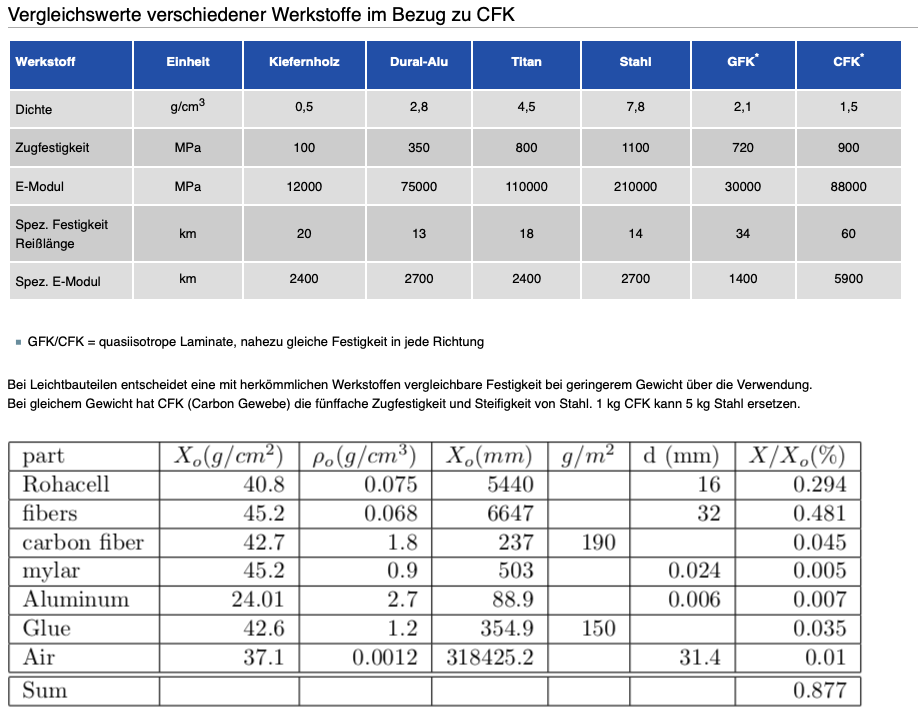 Vergleichswerte verschiedener Werkstoffe im Bezug zu CFK
Werkstoff Einheit Kiefernholz Dural-Alu Titan Stahl GFK* CFK*
Dichte g/cm³ 0,5 2,8 4,5 7,8 2,1 1,5
Zugfestigkeit MPa 100 350 800 1100 720 900
E-Modul MPa 12000 75000 110000 210000 30000 88000
Spez. Festigkeit
Reißlänge km 20 13 18 14 34 60
Spez. E-Modul km 2400 2700 2400 2700 1400 5900
GFK/CFK = quasiisotrope Laminate, nahezu gleiche Festigkeit in jede Richtung
Bei Leichtbauteilen entscheidet eine mit herkömmlichen Werkstoffen vergleichbare Festigkeit bei geringerem Gewicht über die Verwendung.
Bei gleichem Gewicht hat CFK (Carbon Gewebe) die fünffache Zugfestigkeit und Steifigkeit von Stahl. 1 kg CFK kann 5 kg Stahl ersetzen.
part Xₒ(g/cm²) ρₒ(g/cm³) Xₒ(mm) g/m² d (mm) X/Xₒ(%)
Rohacell 40.8 0.075 5440 16 0.294
fibers 45.2 0.068 6647 32 0.481
carbon fiber 42.7 1.8 237 190 0.045
mylar 45.2 0.9 503 0.024 0.005
Aluminum 24.01 2.7 88.9 0.006 0.007
Glue 42.6 1.2 354.9 150 0.035
Air 37.1 0.0012 318425.2 31.4 0.01
Sum 0.877